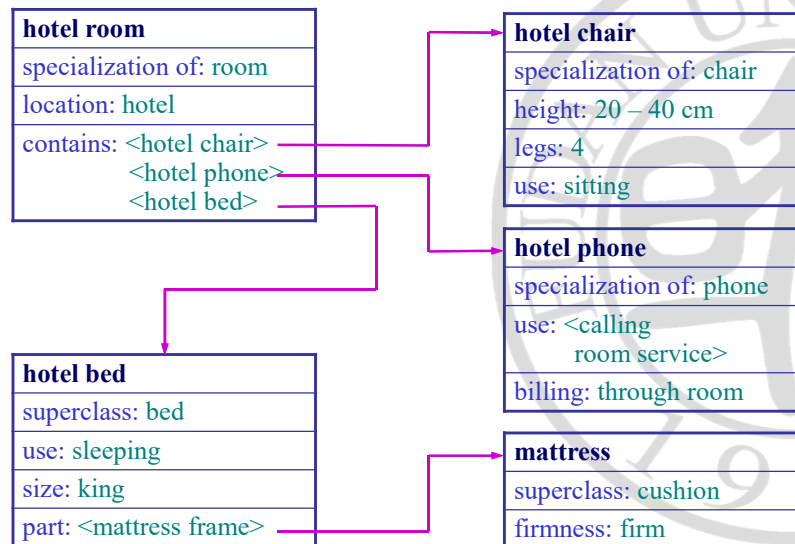 hotel room
specialization of: room
location: hotel
contains: <hotel chair>
<hotel phone>
<hotel bed>
hotel chair
specialization of: chair
height: 20 – 40 cm
legs: 4
use: sitting
hotel phone
specialization of: phone
use: <calling
room service>
billing: through room
hotel bed
superclass: bed
use: sleeping
size: king
part: <mattress frame>
mattress
superclass: cushion
firmness: firm